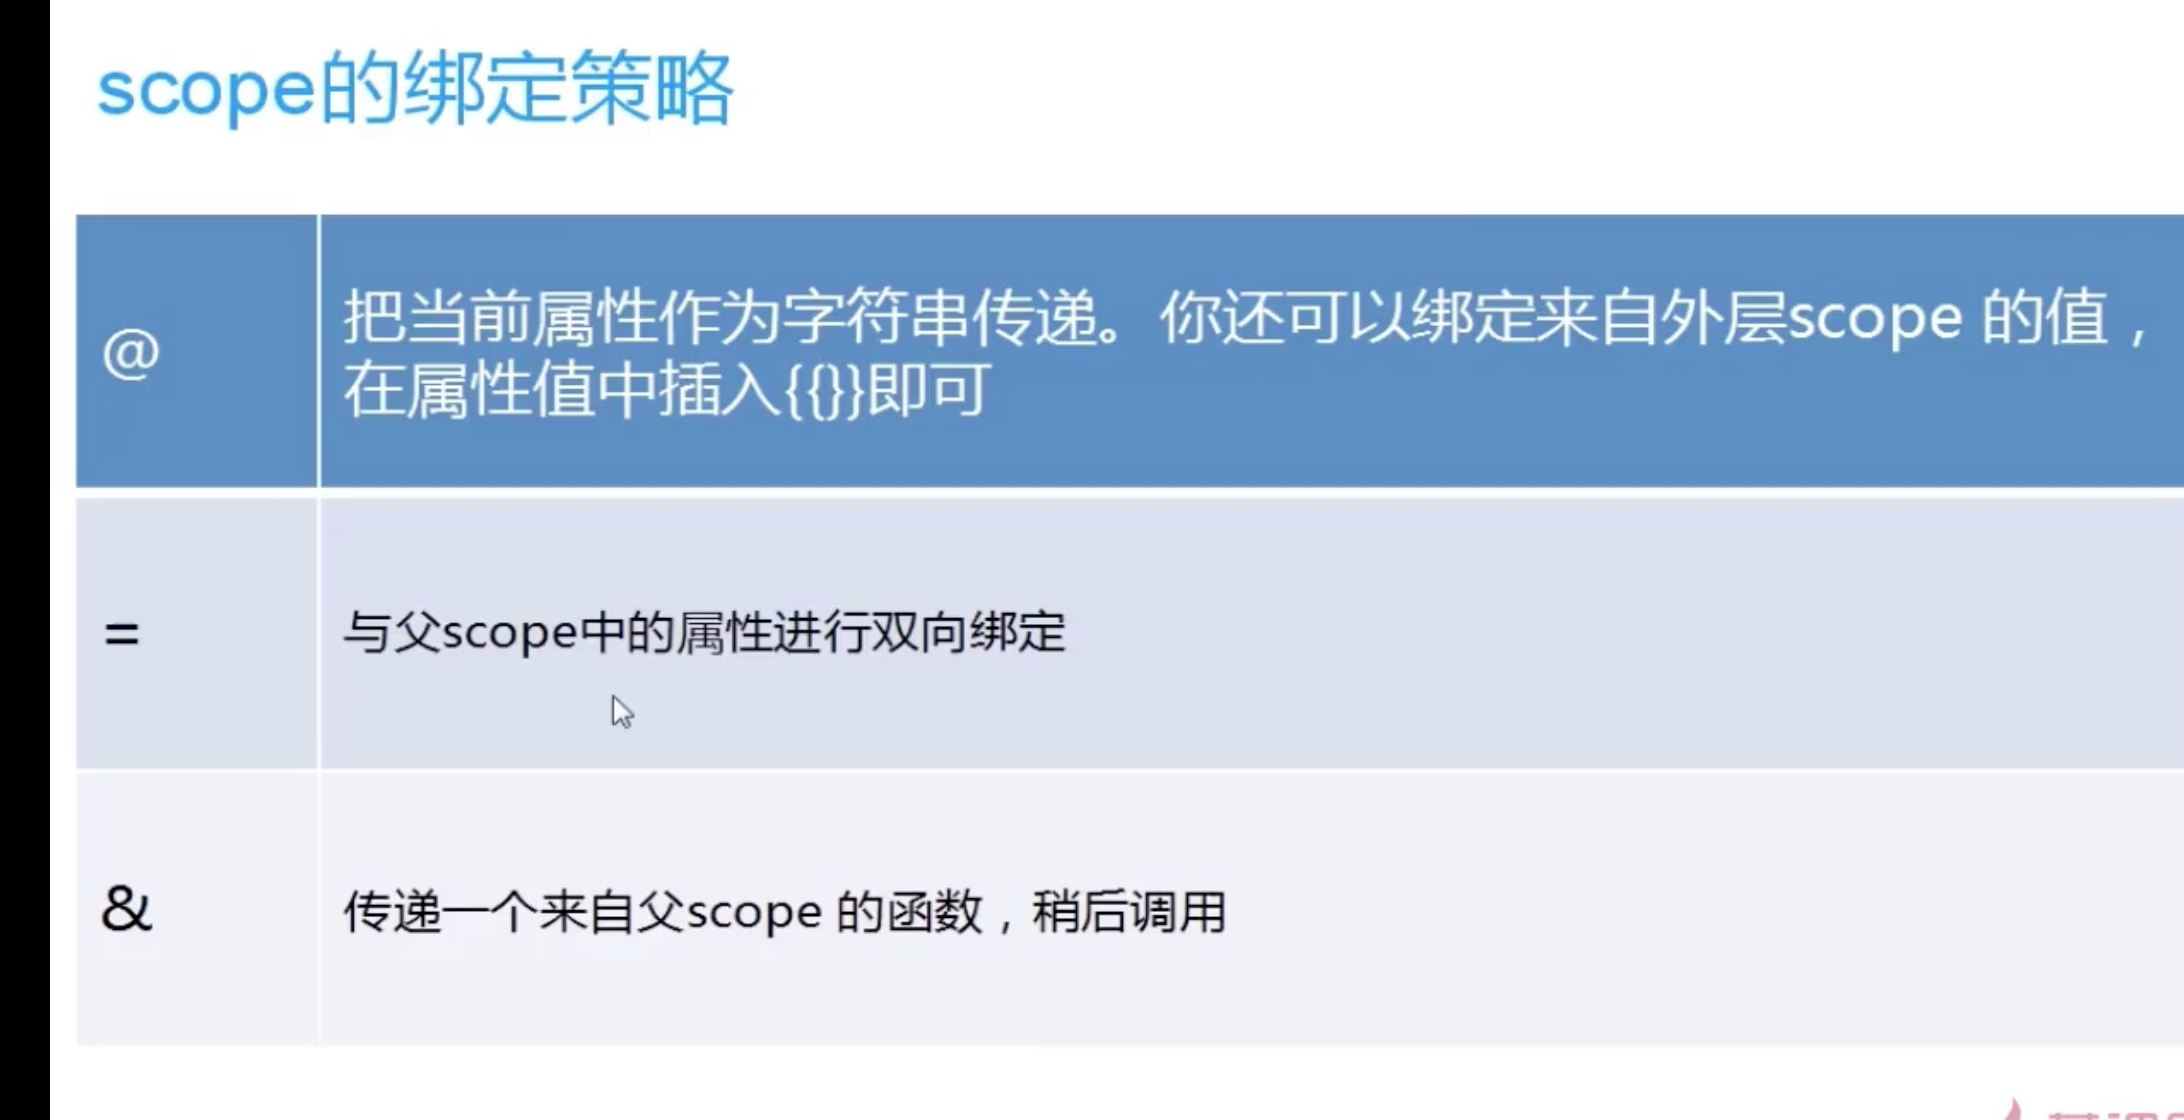 scope的绑定策略
@
把当前属性作为字符串传递。你还可以绑定来自外层scope 的值，
在属性值中插入{{}}即可
=
与父scope中的属性进行双向绑定
&
传递一个来自父scope 的函数，稍后调用